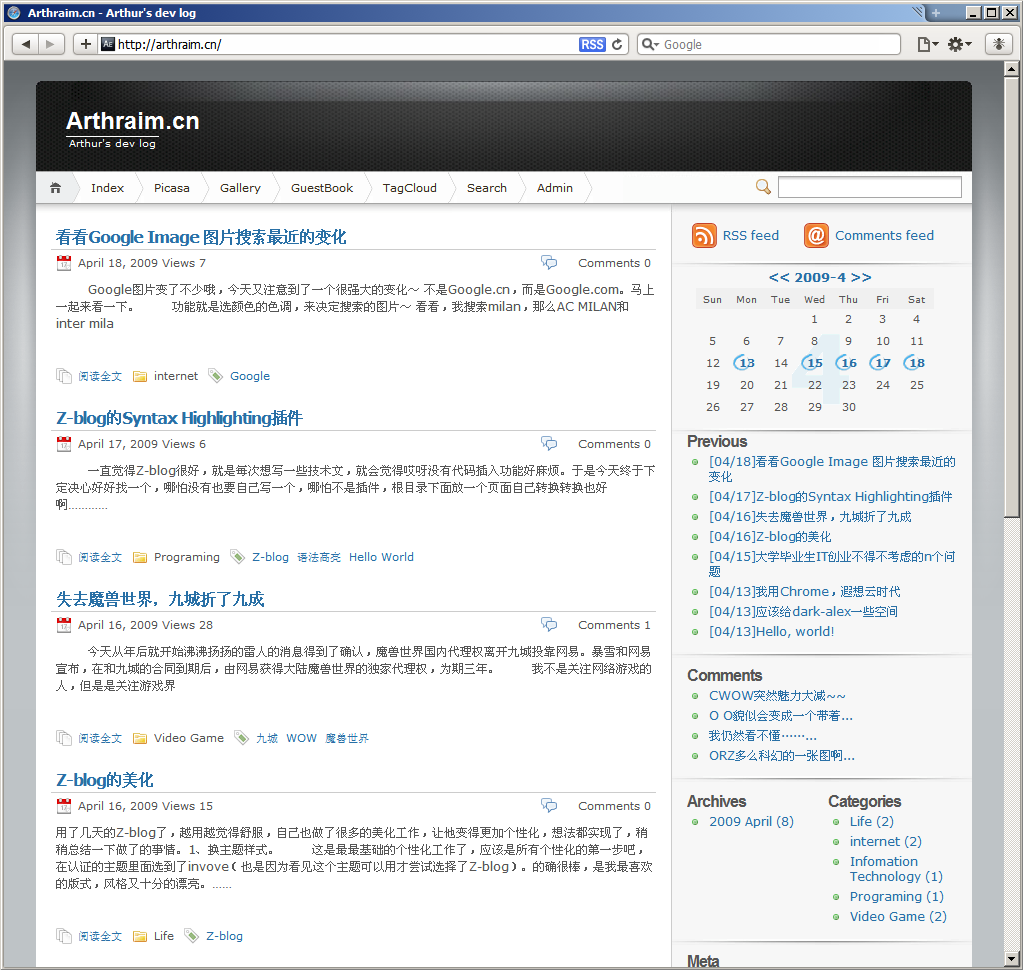 Arthraim.cn - Arthur's dev log
http://arthraim.cn/
RSS
Google
Arthraim.cn
Arthur's dev log
Index
Picasa
Gallery
GuestBook
TagCloud
Search
Admin
看看Google Image 图片搜索最近的变化
April 18, 2009 Views 7
Comments 0
Google图片变了不少哦，今天又注意到了一个很强大的变化～ 不是Google.cn，而是Google.com。马上
一起来看一下。 功能就是选颜色的色调，来决定搜索的图片～ 看看，我搜索milan，那么AC MILAN和
inter mila
阅读全文 internet Google
Z-blog的Syntax Highlighting插件
April 17, 2009 Views 6
Comments 0
一直觉得Z-blog很好，就是每次想写一些技术文，就会觉得哎呀没有代码插入功能好麻烦。于是今天终于下
定决心好好找一个，哪怕没有也要自己写一个，哪怕不是插件，根目录下面放一个页面自己转换转换也好
啊…………
阅读全文 Programing Z-blog 语法高亮 Hello World
失去魔兽世界，九城折了九成
April 16, 2009 Views 28
Comments 1
今天从年后就开始沸沸扬扬的雷人的消息得到了确认，魔兽世界国内代理权离开九城投靠网易。暴雪和网易
宣布，在和九城的合同到期后，由网易获得大陆魔兽世界的独家代理权，为期三年。 我不是关注网络游戏的
人，但是是关注游戏界
阅读全文 Video Game 九城 WOW 魔兽世界
Z-blog的美化
April 16, 2009 Views 15
Comments 0
用了几天的Z-blog了，越用越觉得舒服，自己也做了很多的美化工作，让他变得更加个性化，想法都实现了，稍
稍总结一下做了的事情。1、换主题样式。 这是最最基础的个性化工作了，应该是所有个性化的第一步吧，
在认证的主题里面选到了invove（也是因为看见这个主题可以用才尝试选择了Z-blog）。的确很棒，是我最喜欢
的版式，风格又十分的漂亮。……
阅读全文 Life Z-blog
RSS feed
Comments feed
<< 2009-4 >>
Sun Mon Tue Wed Thu Fri Sat
1 2 3 4
5 6 7 8 9 10 11
12 13 14 15 16 17 18
19 20 21 22 23 24 25
26 27 28 29 30
4
Previous
[04/18]看看Google Image 图片搜索最近的
变化
[04/17]Z-blog的Syntax Highlighting插件
[04/16]失去魔兽世界，九城折了九成
[04/16]Z-blog的美化
[04/15]大学毕业生IT创业不得不考虑的n个问
题
[04/13]我用Chrome，遐想云时代
[04/13]应该给dark-alex一些空间
[04/13]Hello, world!
Comments
CWOW突然魅力大减~~
O O貌似会变成一个带着...
我仍然看不懂……...
ORZ多么科幻的一张图啊...
Archives
2009 April (8)
Categories
Life (2)
internet (2)
Infomation
Technology (1)
Programing (1)
Video Game (2)
Meta